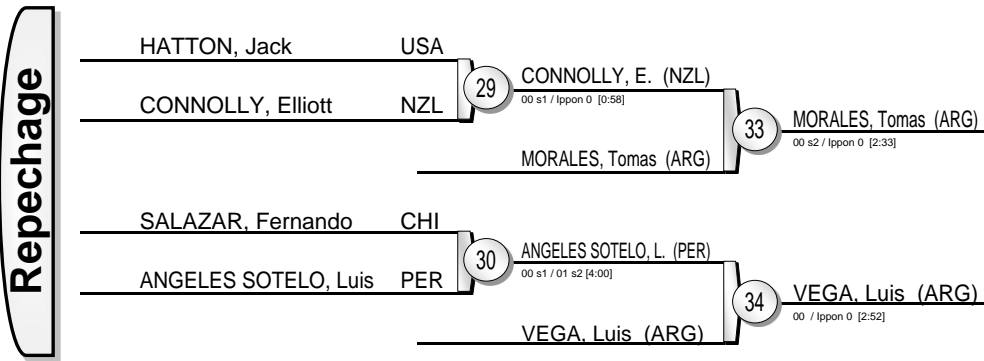 Repechage
HATTON, Jack USA
CONNOLLY, Elliott NZL
29
CONNOLLY, E. (NZL)
00 s1 / Ippon 0 [0:58]
MORALES, Tomas (ARG)
33
MORALES, Tomas (ARG)
00 s2 / Ippon 0 [2:33]
SALAZAR, Fernando CHI
ANGELES SOTELO, Luis PER
30
ANGELES SOTELO, L. (PER)
00 s1 / 01 s2 [4:00]
VEGA, Luis (ARG)
34
VEGA, Luis (ARG)
00 / Ippon 0 [2:52]